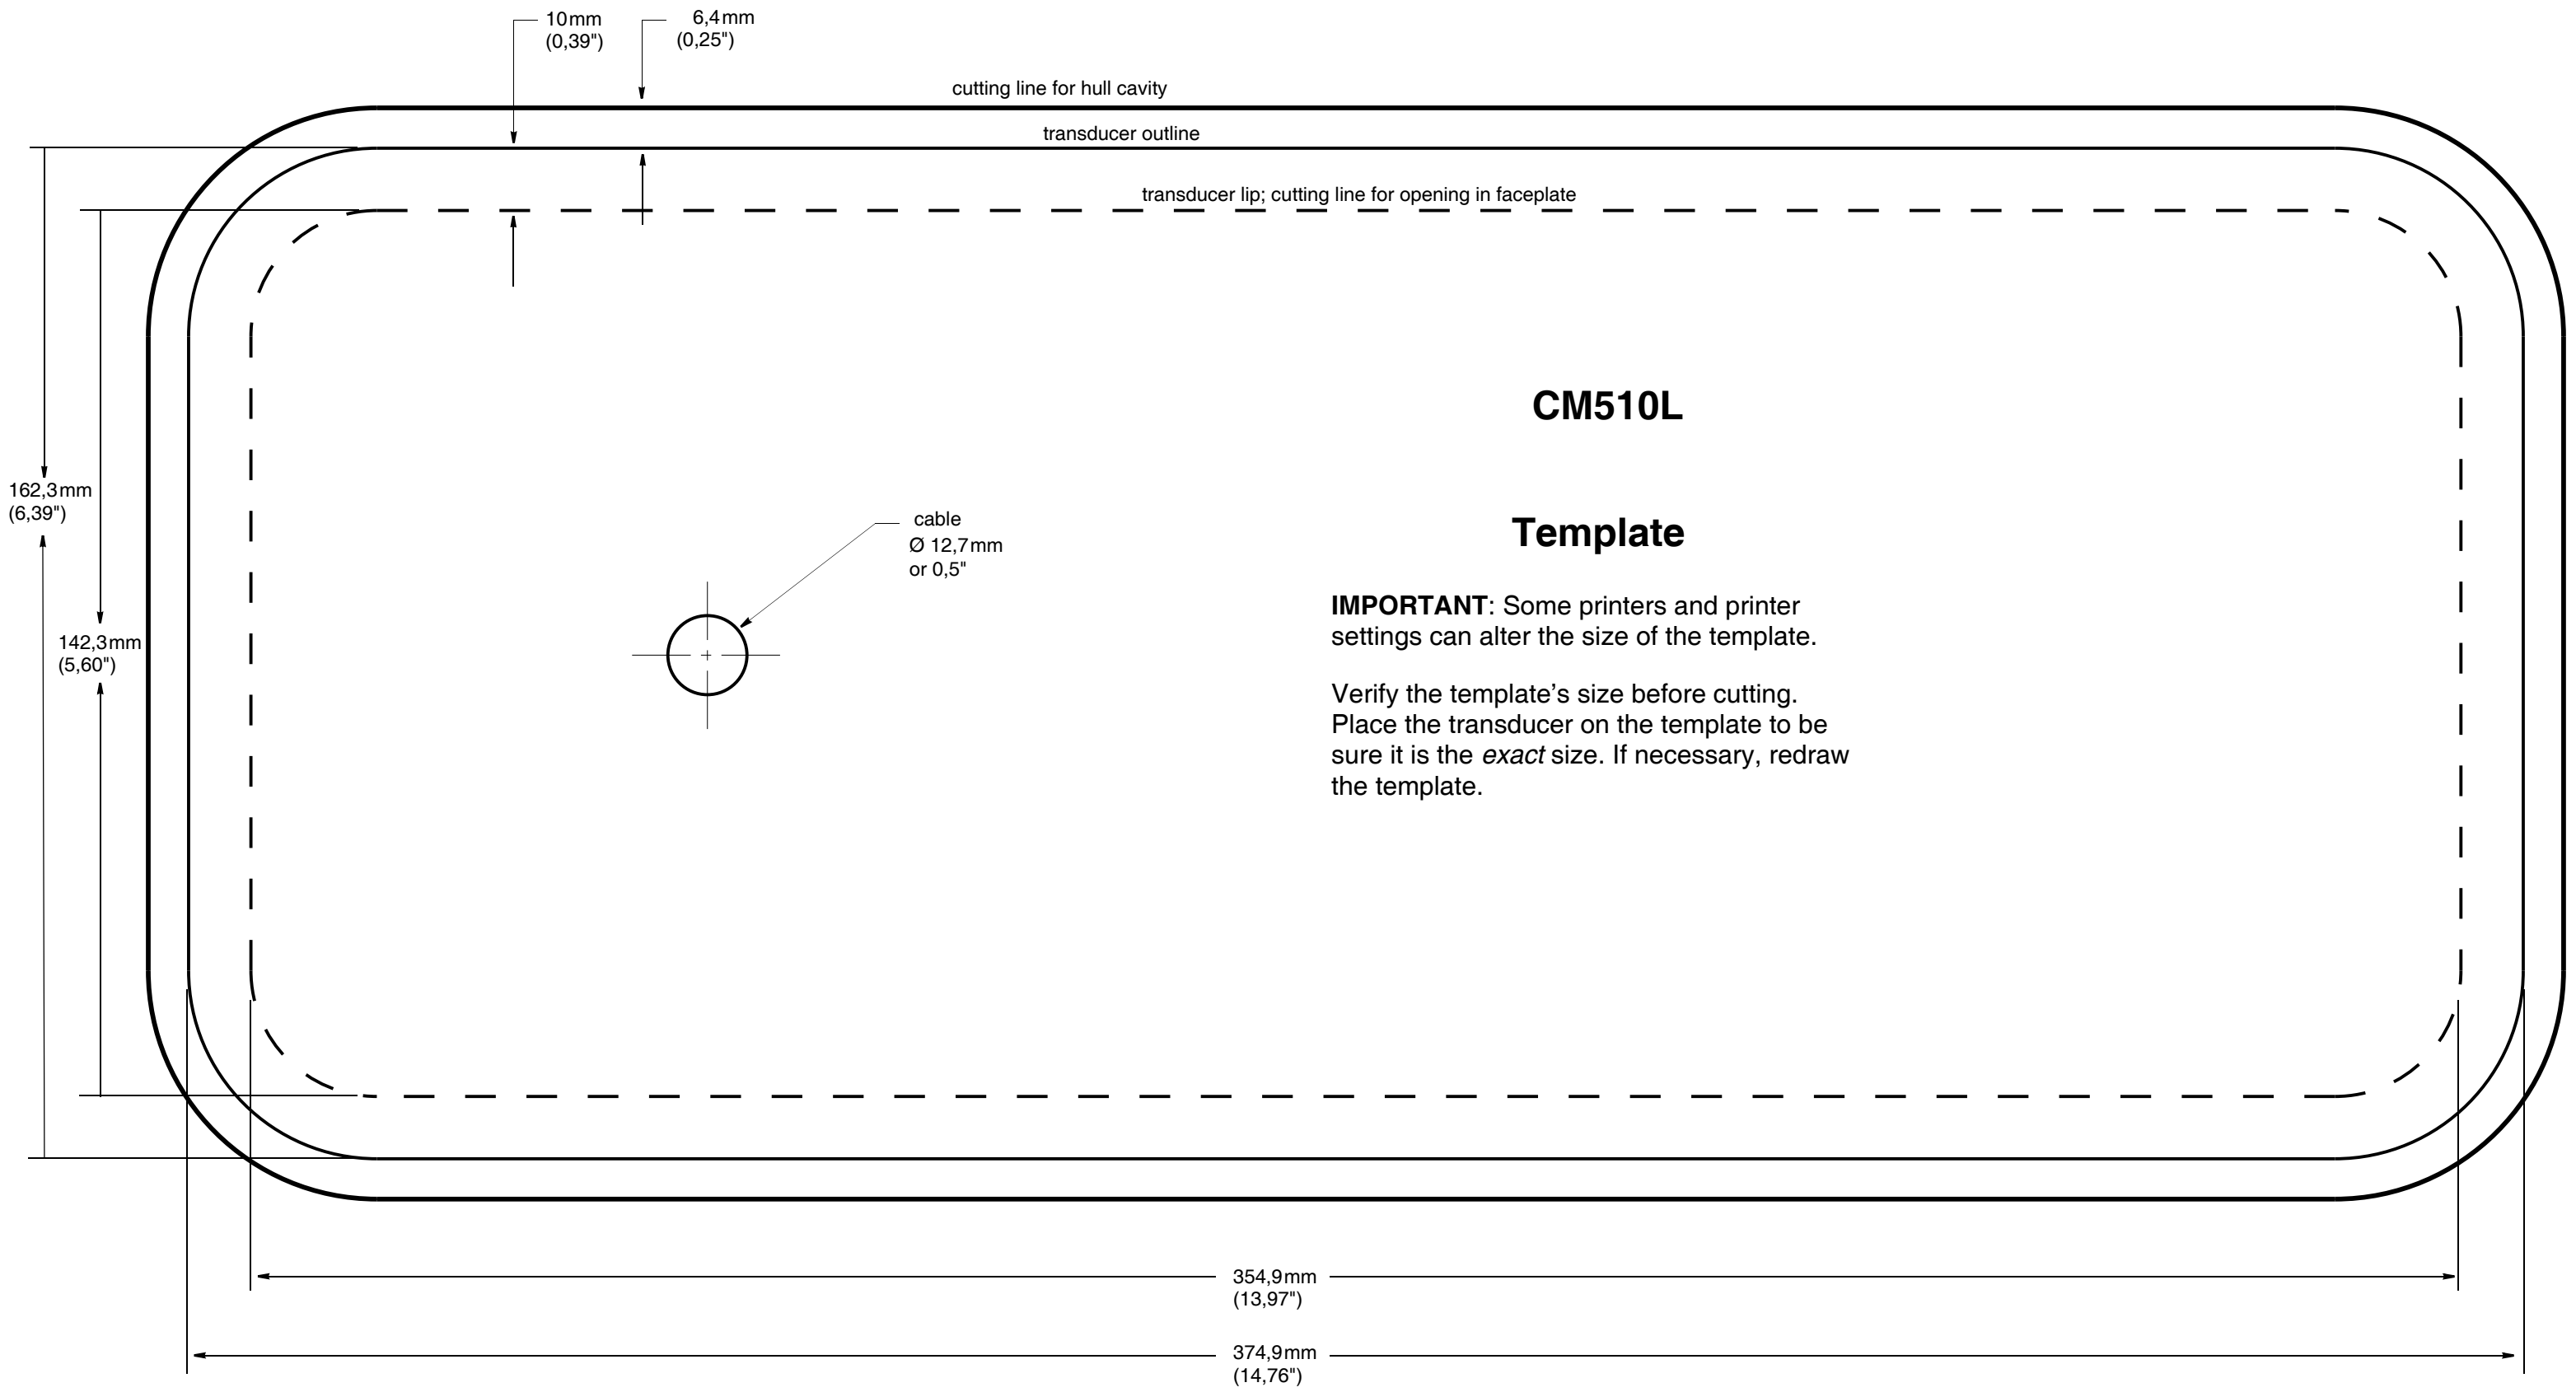 10mm
(0,39")
6,4mm
(0,25")
cutting line for hull cavity
transducer outline
transducer lip; cutting line for opening in faceplate
CM510L
162,3mm
(6,39")
cable
Ø 12,7mm
or 0,5"
Template
142,3mm
(5,60")
IMPORTANT: Some printers and printer
settings can alter the size of the template.
Verify the template’s size before cutting.
Place the transducer on the template to be
sure it is the exact size. If necessary, redraw
the template.
354,9mm
(13,97")
374,9mm
(14,76")